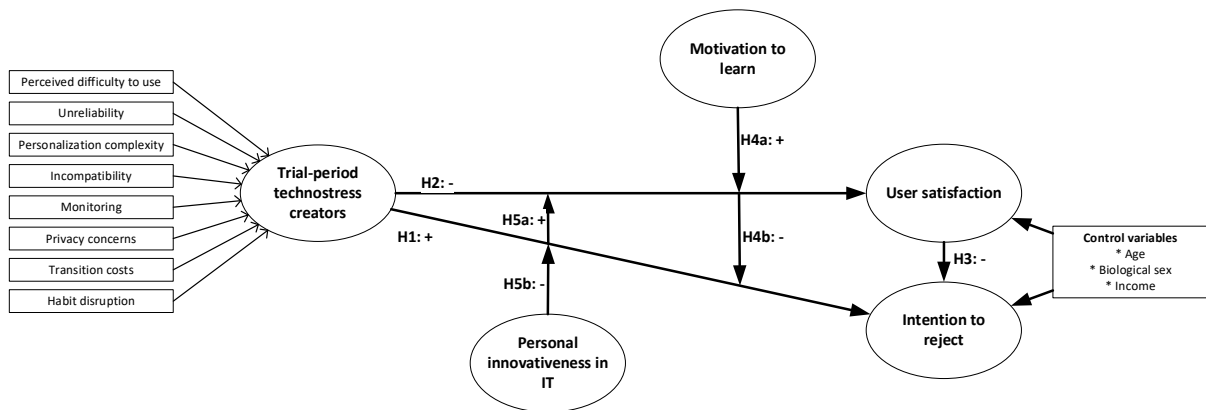 Perceived difficulty to use
Unreliability
Personalization complexity
Incompatibility
Monitoring
Privacy concerns
Transition costs
Habit disruption
Trial-period
technostress
creators
H2: -
H1: +
H5a: +
H5b: -
Personal
innovativeness in
IT
Motivation to
learn
H4a: +
H4b: -
User satisfaction
H3: -
Intention to
reject
Control variables
* Age
* Biological sex
* Income